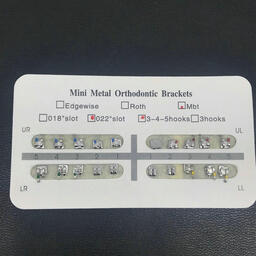 Mini Metal Orthodontic Brackets
Edgewise Roth Mbt
018"slot 022"slot 3-4-5hooks 3hooks
UR UL
5 4 3 2 1 1 2 3 4 5
LR LL